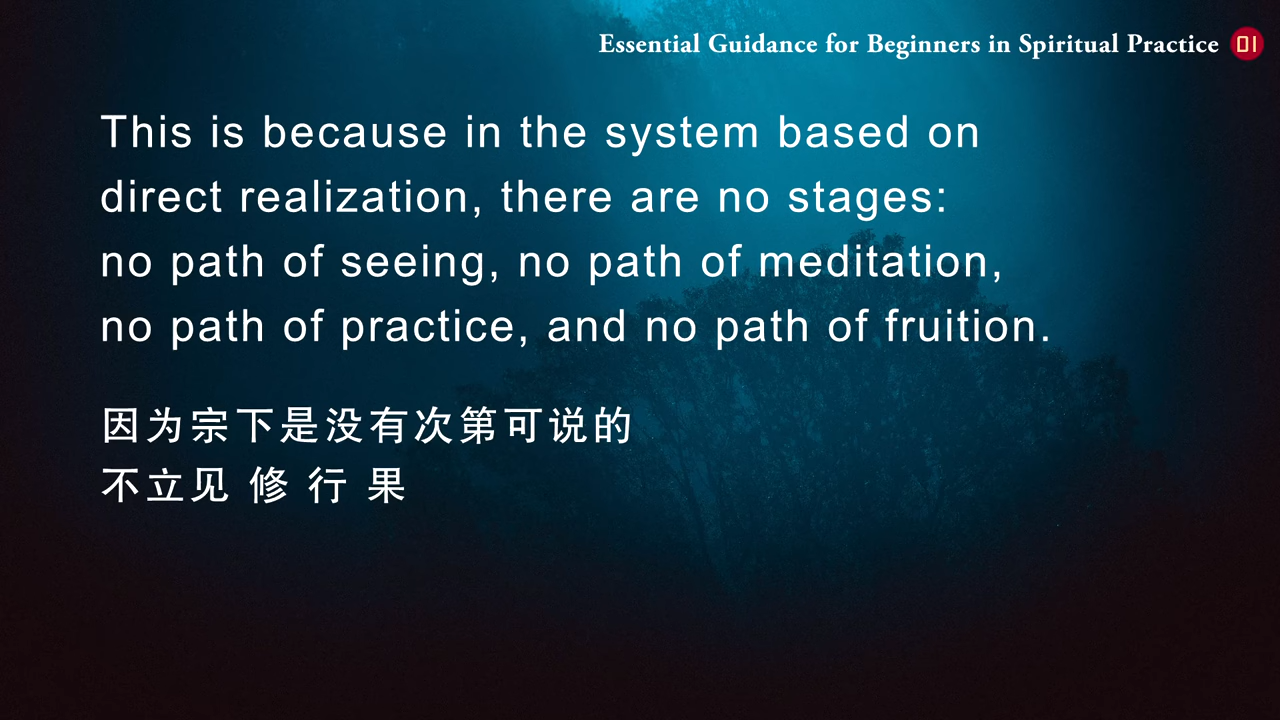 Essential Guidance for Beginners in Spiritual Practice 01
This is because in the system based on
direct realization, there are no stages:
no path of seeing, no path of meditation,
no path of practice, and no path of fruition.
因为宗下是没有次第可说的
不立见 修 行 果